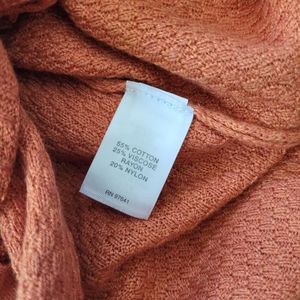 55% COTTON
25% VISCOSE
RAYON
20% NYLON
RN 97641